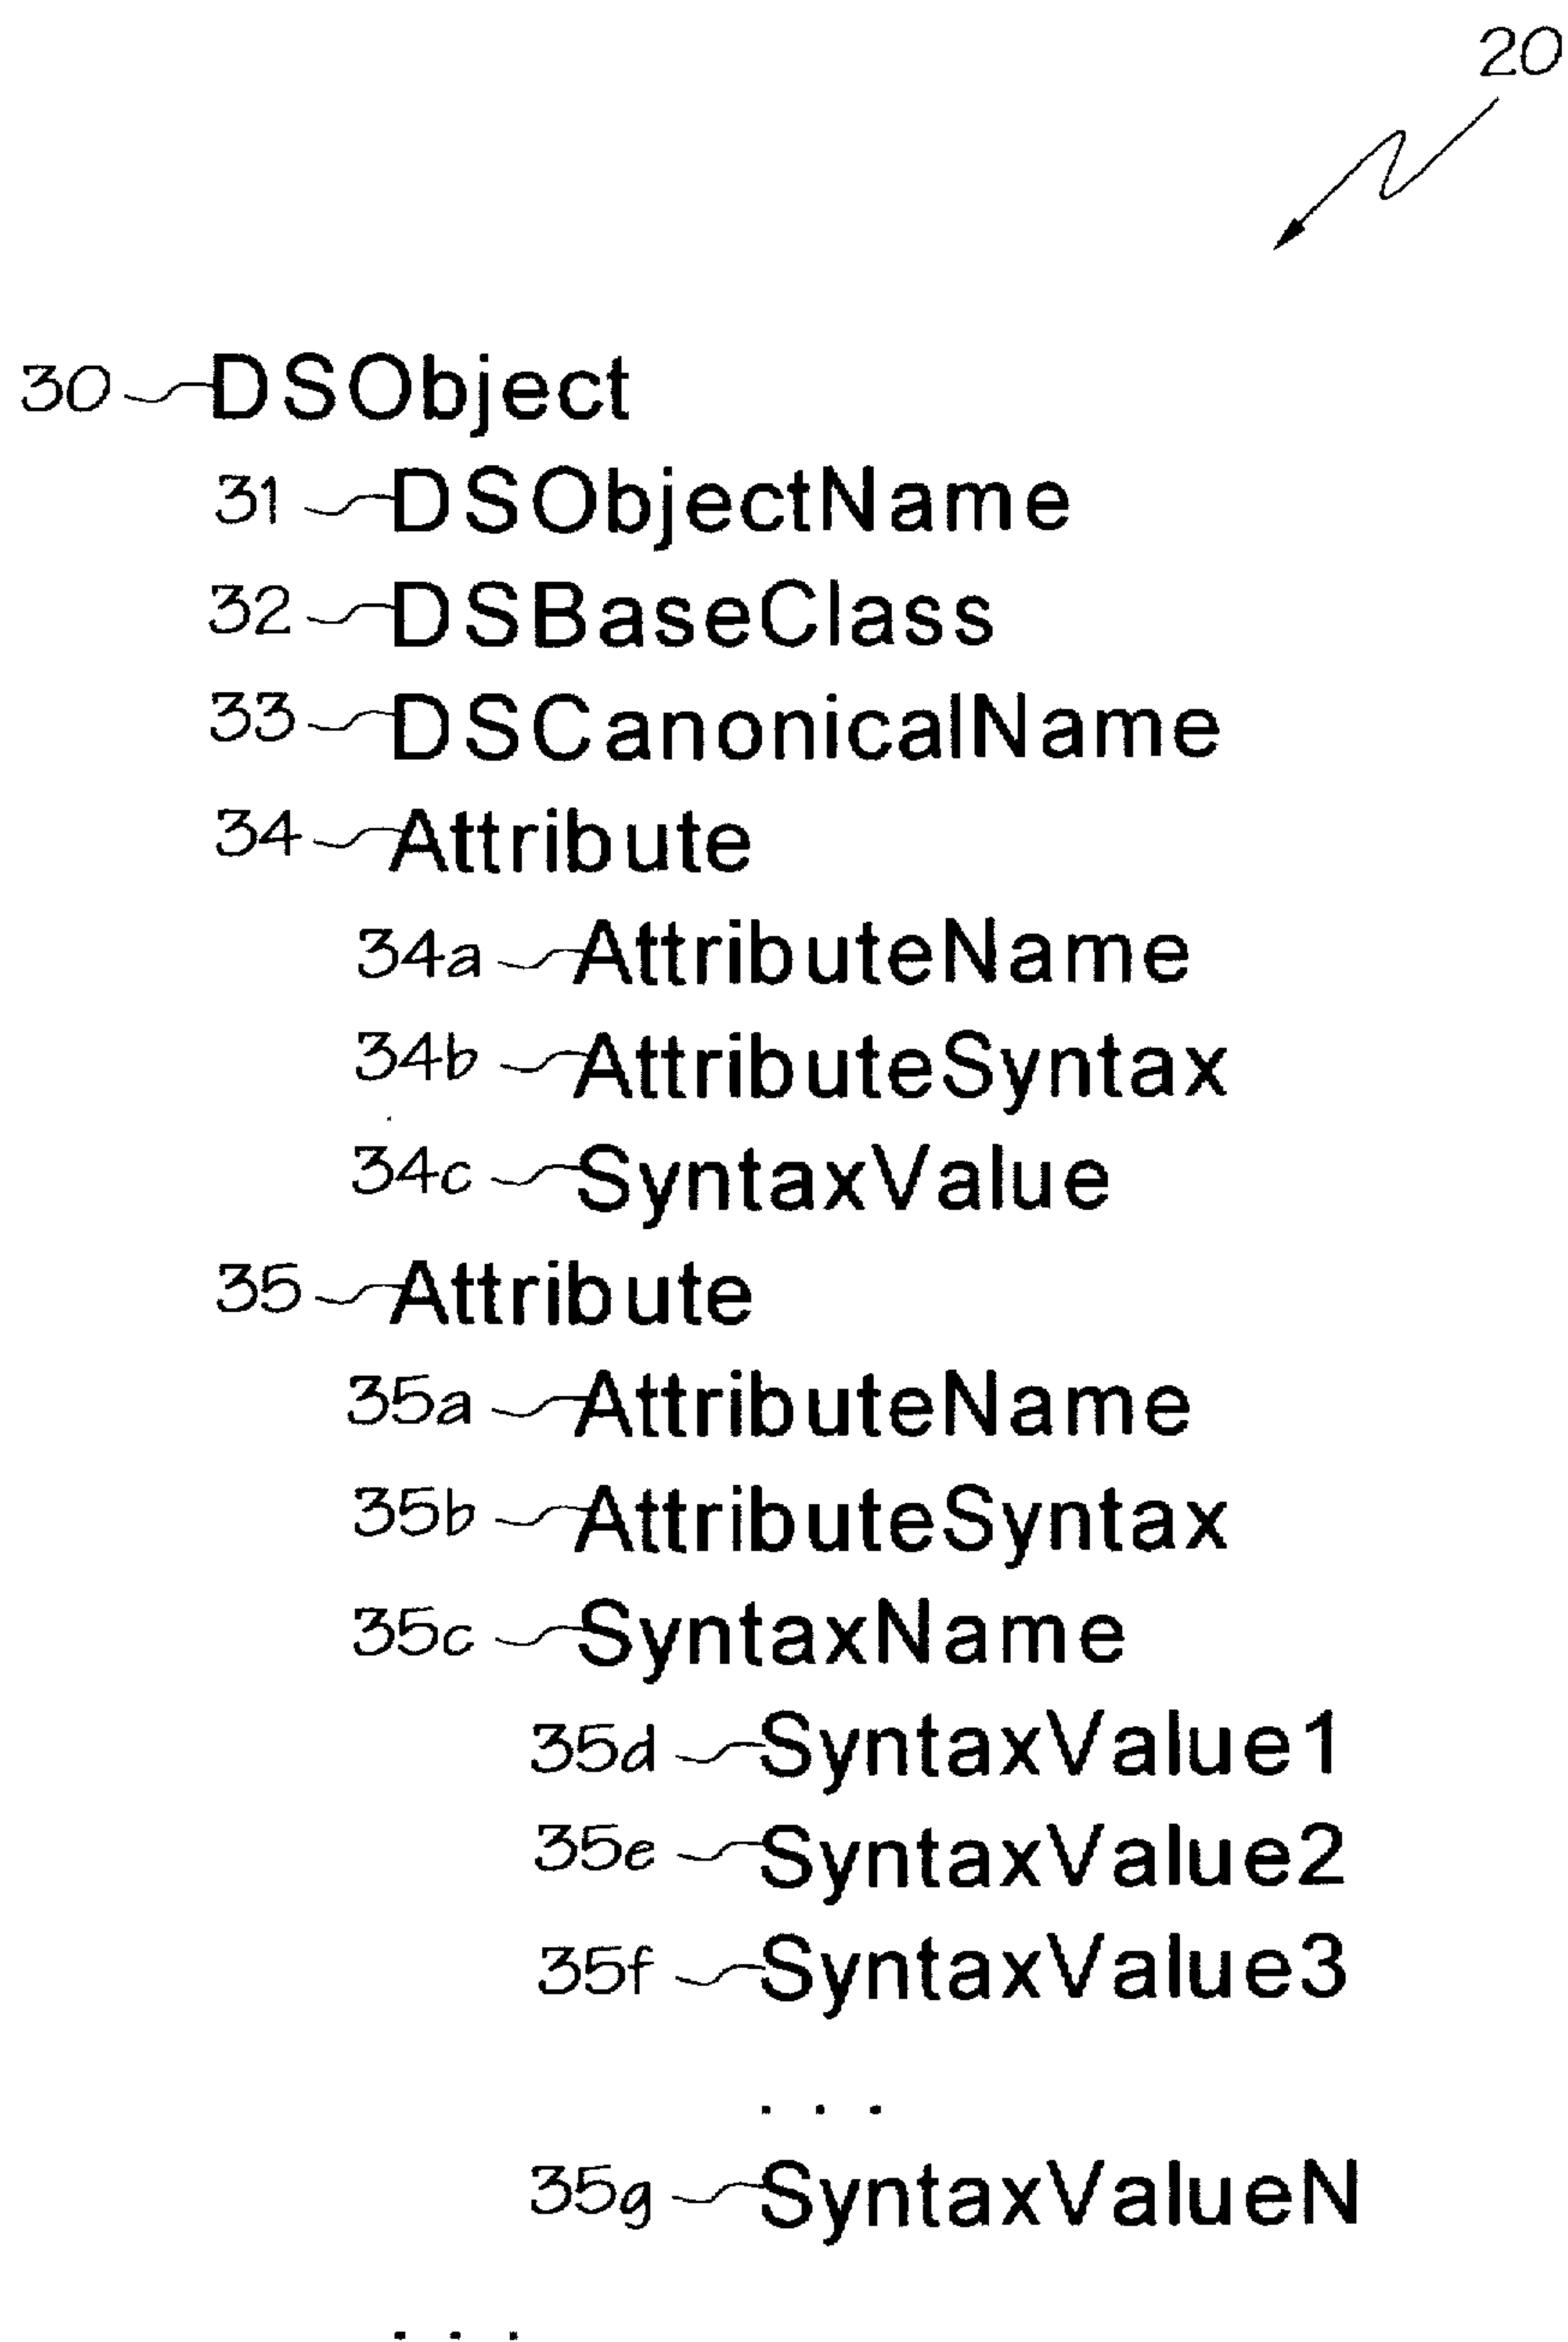 20
30 DSObject
31 DSObjectName
32 DSBaseClass
33 DSCanonicalName
34 Attribute
34a AttributeName
34b AttributeSyntax
34c SyntaxValue
35 Attribute
35a AttributeName
35b AttributeSyntax
35c SyntaxName
35d SyntaxValue1
35e SyntaxValue2
35f SyntaxValue3
. . .
35g SyntaxValueN
. . .